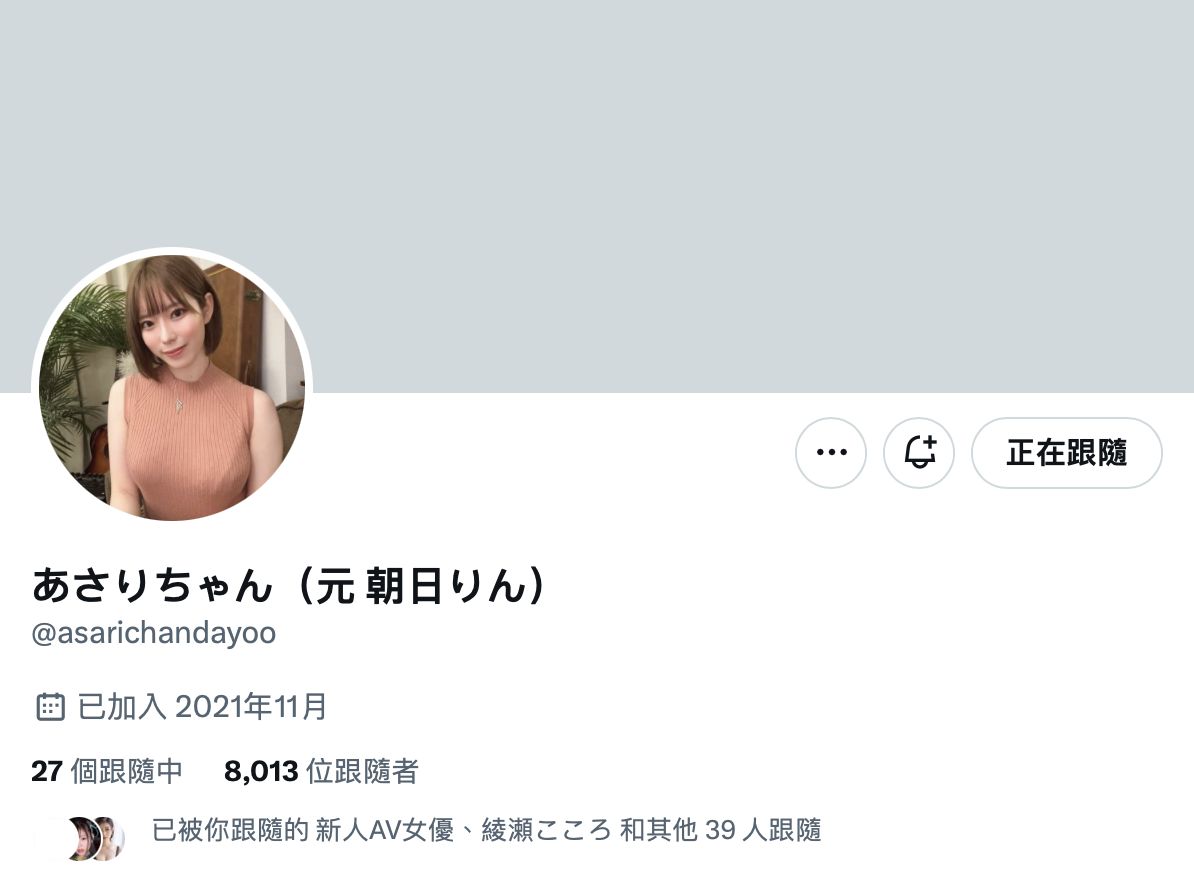 正在跟隨
あさりちゃん（元 朝日りん）
@asarichandayoo
已加入 2021年11月
27 個跟隨中 8,013 位跟隨者
已被你跟隨的 新人AV女優、綾瀬こころ 和其他 39 人跟隨